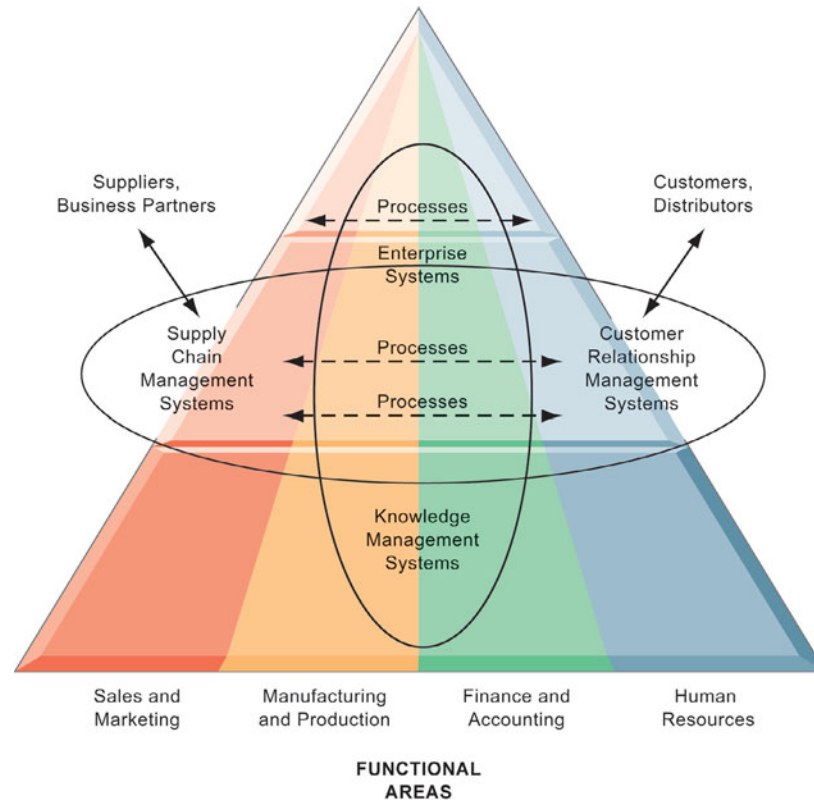 Suppliers,
Business Partners
Customers,
Distributors
Processes
Enterprise
Systems
Supply
Chain
Management
Systems
Processes
Processes
Customer
Relationship
Management
Systems
Knowledge
Management
Systems
Sales and
Marketing
Manufacturing
and Production
Finance and
Accounting
Human
Resources
FUNCTIONAL
AREAS